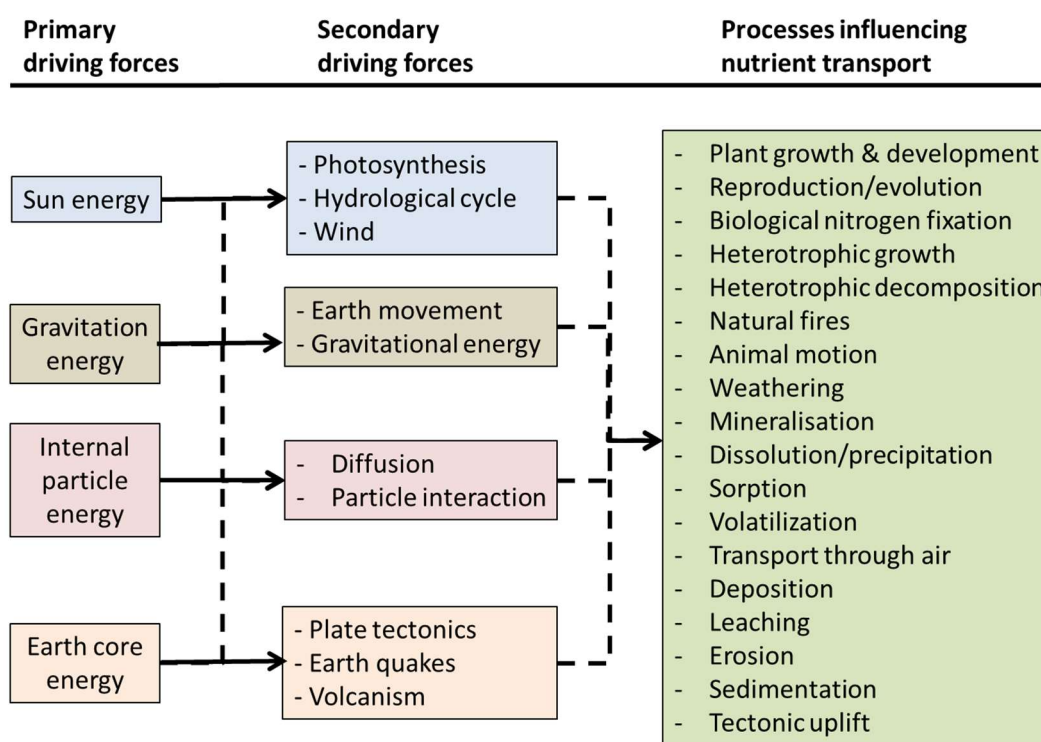 Primary
driving forces
Secondary
driving forces
Processes influencing
nutrient transport
Sun energy
- Photosynthesis
- Hydrological cycle
- Wind
Gravitation
energy
- Earth movement
- Gravitational energy
Internal
particle
energy
- Diffusion
- Particle interaction
Earth core
energy
- Plate tectonics
- Earth quakes
- Volcanism
- Plant growth & development
- Reproduction/evolution
- Biological nitrogen fixation
- Heterotrophic growth
- Heterotrophic decomposition
- Natural fires
- Animal motion
- Weathering
- Mineralisation
- Dissolution/precipitation
- Sorption
- Volatilization
- Transport through air
- Deposition
- Leaching
- Erosion
- Sedimentation
- Tectonic uplift